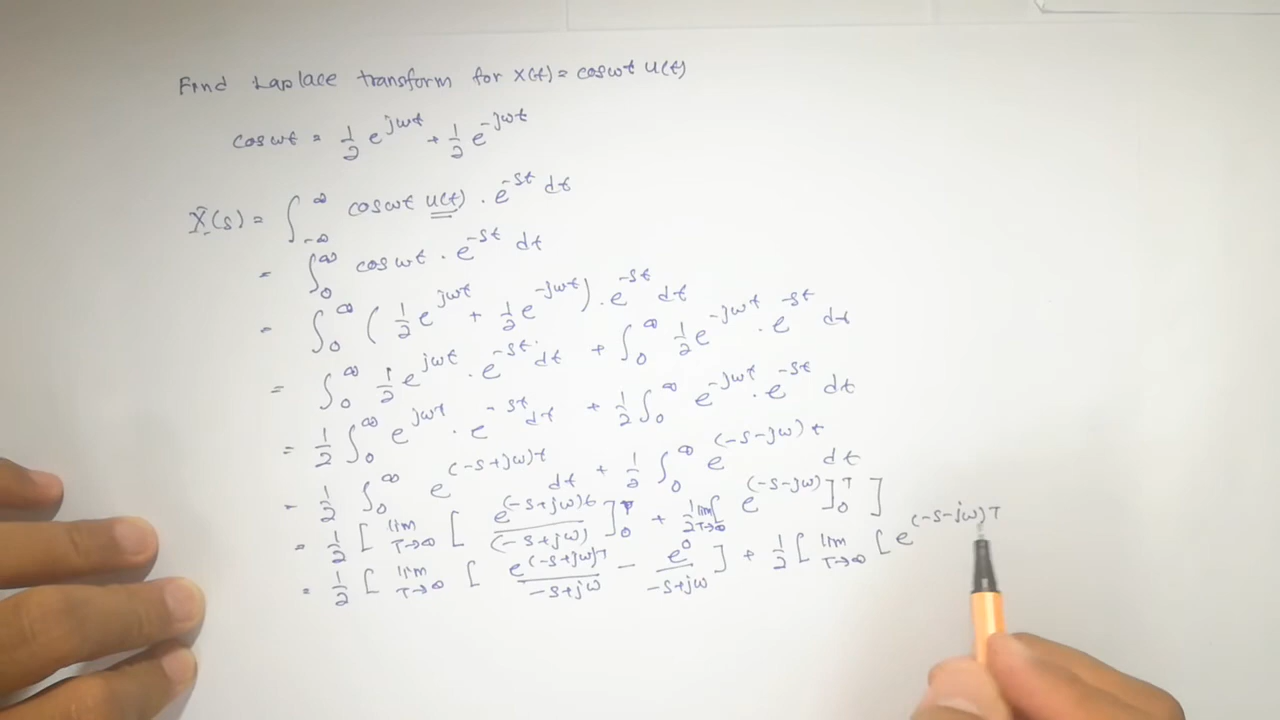 Find Laplace transform for x(t) = cosωt u(t)
cosωt = 1/2 e^{jωt} + 1/2 e^{-jωt}
X(s) = ∫_{-∞}^{∞} cosωt u(t) . e^{-st} dt
= ∫_0^∞ cosωt . e^{-st} dt
= ∫_0^∞ ( 1/2 e^{jωt} + 1/2 e^{-jωt} ) . e^{-st} dt
= ∫_0^∞ 1/2 e^{jωt} . e^{-st} dt + ∫_0^∞ 1/2 e^{-jωt} . e^{-st} dt
= 1/2 ∫_0^∞ e^{jωt} . e^{-st} dt + 1/2 ∫_0^∞ e^{-jωt} . e^{-st} dt
= 1/2 ∫_0^∞ e^{(-s+jω)t} dt + 1/2 ∫_0^∞ e^{(-s-jω)t} dt
= 1/2 [ lim_{T→∞} [ e^{(-s+jω)t} / (-s+jω) ]_0^T + 1/2 lim_{T→∞} [ e^{(-s-jω)} ]_0^T ]
= 1/2 [ lim_{T→∞} [ e^{(-s+jω)T} / -s+jω - e^0 / -s+jω ] + 1/2 [ lim_{T→∞} [ e^{(-s-jω)T}